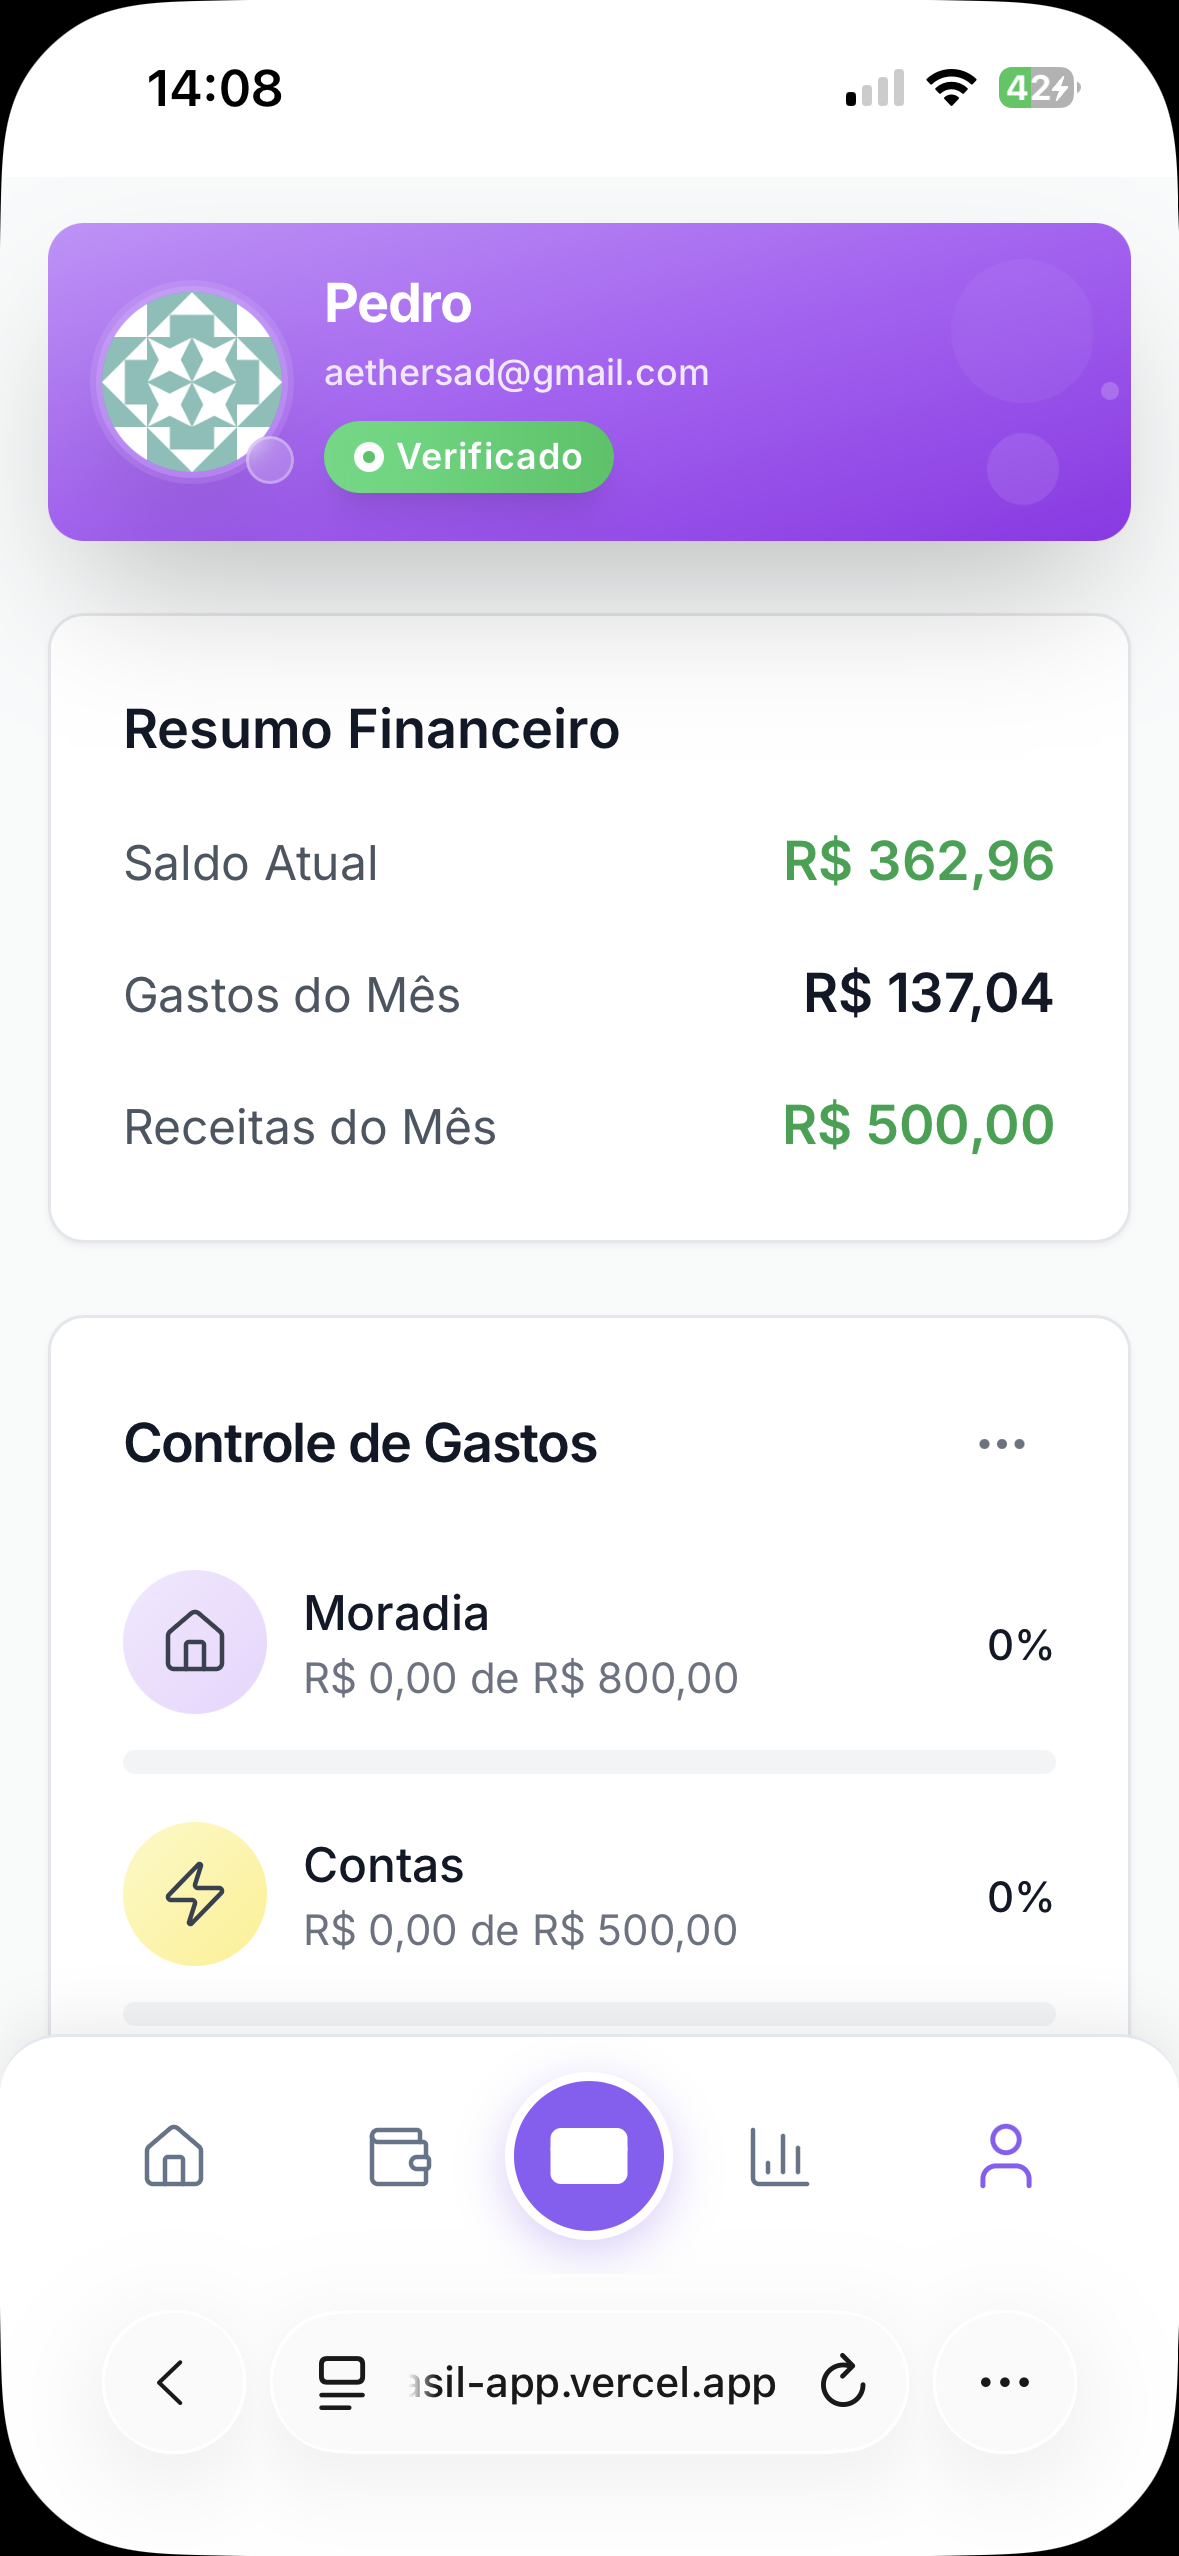 14:08
42
Pedro
aethersad@gmail.com
Verificado
Resumo Financeiro
Saldo Atual
R$ 362,96
Gastos do Mês
R$ 137,04
Receitas do Mês
R$ 500,00
Controle de Gastos
Moradia
R$ 0,00 de R$ 800,00
0%
Contas
R$ 0,00 de R$ 500,00
0%
asil-app.vercel.app